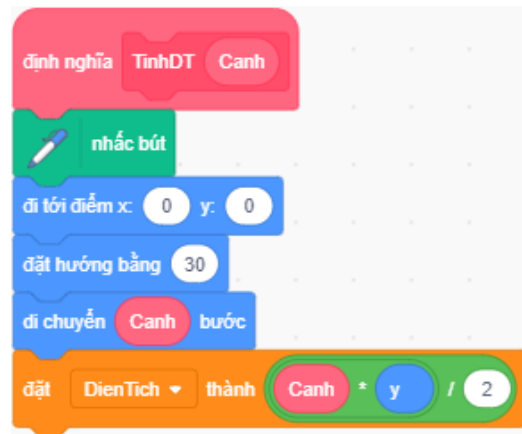 định nghĩa TinhDT Canh
nhấc bút
đi tới điểm x: 0 y: 0
đặt hướng bằng 30
di chuyển Canh bước
đặt DienTich thành Canh * y / 2